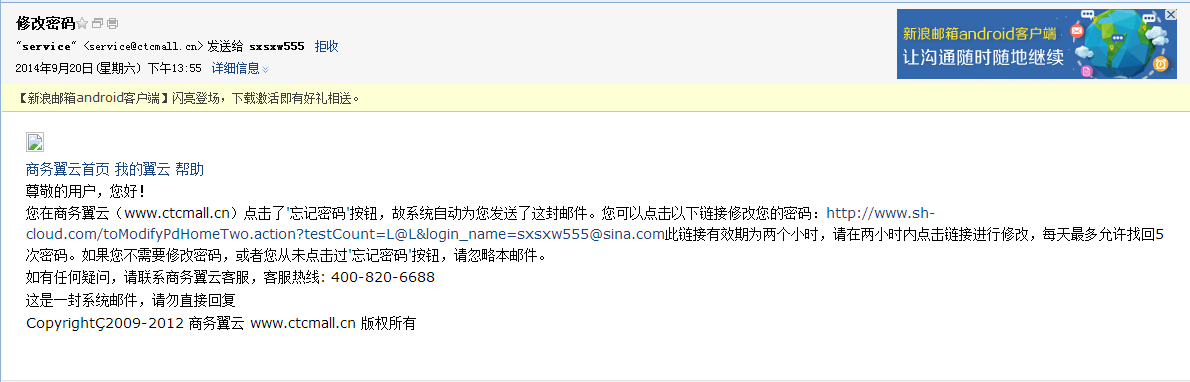 修改密码
"service" <service@ctcmall.cn> 发送给 sxsxw555 拒收
2014年9月20日(星期六) 下午13:55 详细信息
新浪邮箱android客户端
让沟通随时随地继续
【新浪邮箱android客户端】闪亮登场，下载激活即有好礼相送。
商务翼云首页 我的翼云 帮助
尊敬的用户，您好！
您在商务翼云（www.ctcmall.cn）点击了'忘记密码'按钮，故系统自动为您发送了这封邮件。您可以点击以下链接修改您的密码：http://www.sh-
cloud.com/toModifyPdHomeTwo.action?testCount=L@L&login_name=sxsxw555@sina.com此链接有效期为两个小时，请在两小时内点击链接进行修改，每天最多允许找回5
次密码。如果您不需要修改密码，或者您从未点击过'忘记密码'按钮，请忽略本邮件。
如有任何疑问，请联系商务翼云客服，客服热线: 400-820-6688
这是一封系统邮件，请勿直接回复
CopyrightÇ2009-2012 商务翼云 www.ctcmall.cn 版权所有